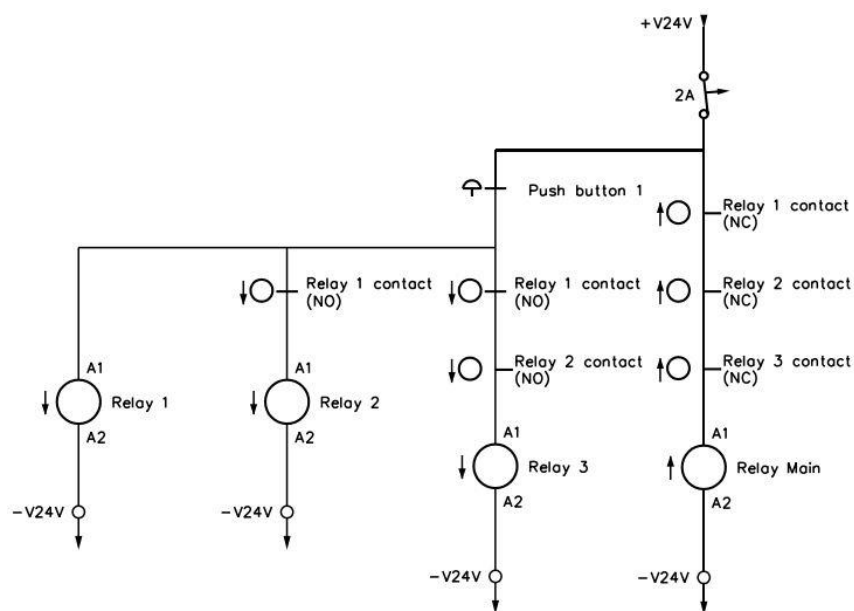 +V24V
2A
Push button 1
Relay 1 contact
(NC)
Relay 1 contact
(NO)
Relay 1 contact
(NO)
Relay 2 contact
(NC)
Relay 2 contact
(NO)
Relay 3 contact
(NC)
A1
Relay 1
A2
A1
Relay 2
A2
A1
Relay 3
A2
A1
Relay Main
A2
-V24V
-V24V
-V24V
-V24V